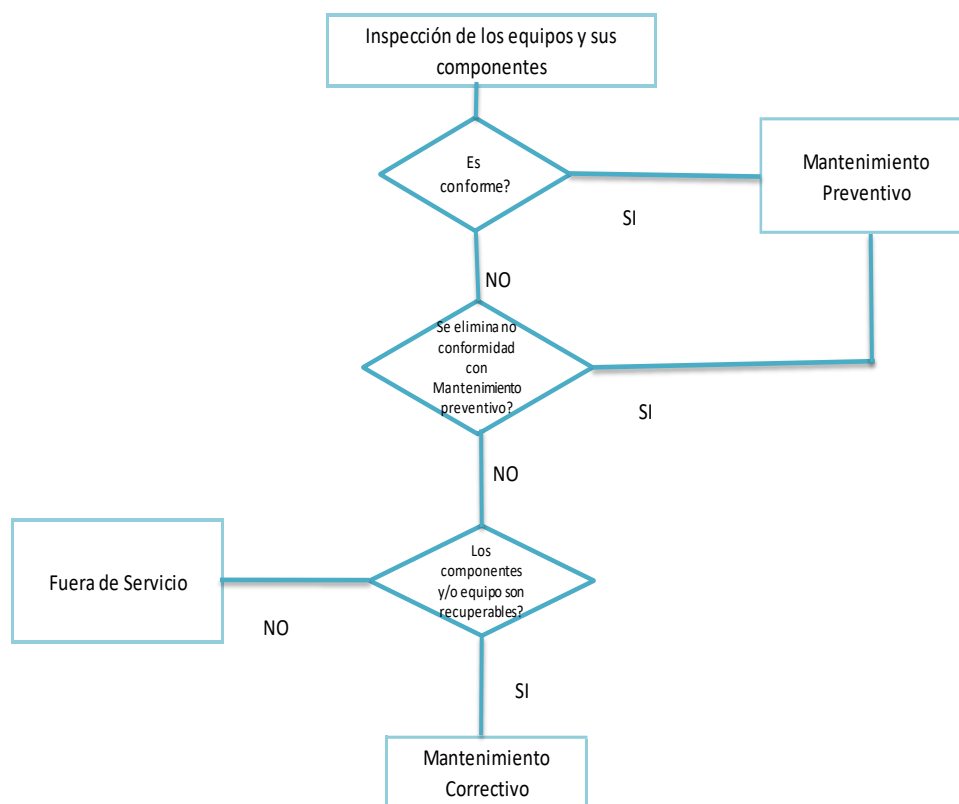 Inspección de los equipos y sus
componentes
Es
conforme?
SI
Mantenimiento
Preventivo
NO
Se elimina no
conformidad
con
Mantenimiento
preventivo?
SI
NO
Los
componentes
y/o equipo son
recuperables?
Fuera de Servicio
NO
SI
Mantenimiento
Correctivo